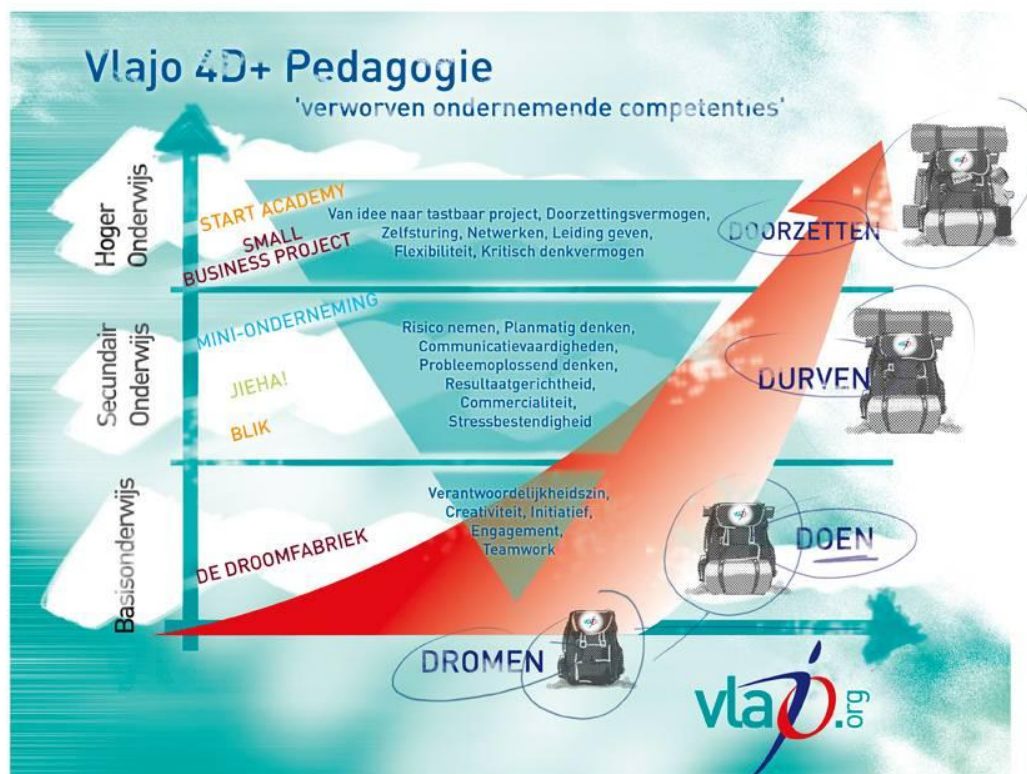 Vlajo 4D+ Pedagogie
'verworven ondernemende competenties'
Hoger
Onderwijs
START ACADEMY
SMALL
BUSINESS PROJECT
Van idee naar tastbaar project, Doorzettingsvermogen,
Zelfsturing, Netwerken, Leiding geven,
Flexibiliteit, Kritisch denkvermogen
DOORZETTEN
Secundair
Onderwijs
MINI-ONDERNEMING
JIEHA!
BLIK
Risico nemen, Planmatig denken,
Communicatievaardigheden,
Probleemoplossend denken,
Resultaatgerichtheid,
Commercialiteit,
Stressbestendigheid
DURVEN
Basisonderwijs
DE DROOMFABRIEK
Verantwoordelijkheidszin,
Creativiteit, Initiatief,
Engagement,
Teamwork
DOEN
DROMEN
vlajo.org